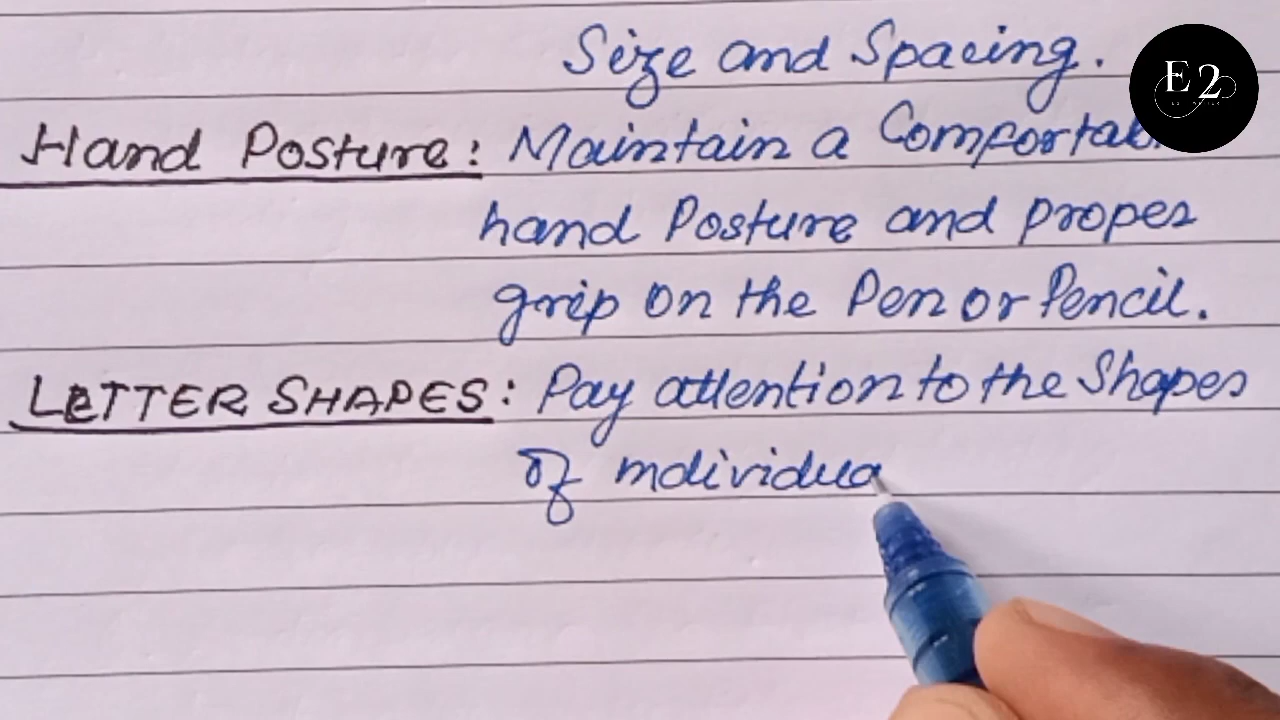 Size and Spacing.
E2
Hand Posture: Maintain a Comfortab
hand Posture and proper
grip on the Pen or Pencil.
LETTER SHAPES: Pay attention to the Shapes
of individua